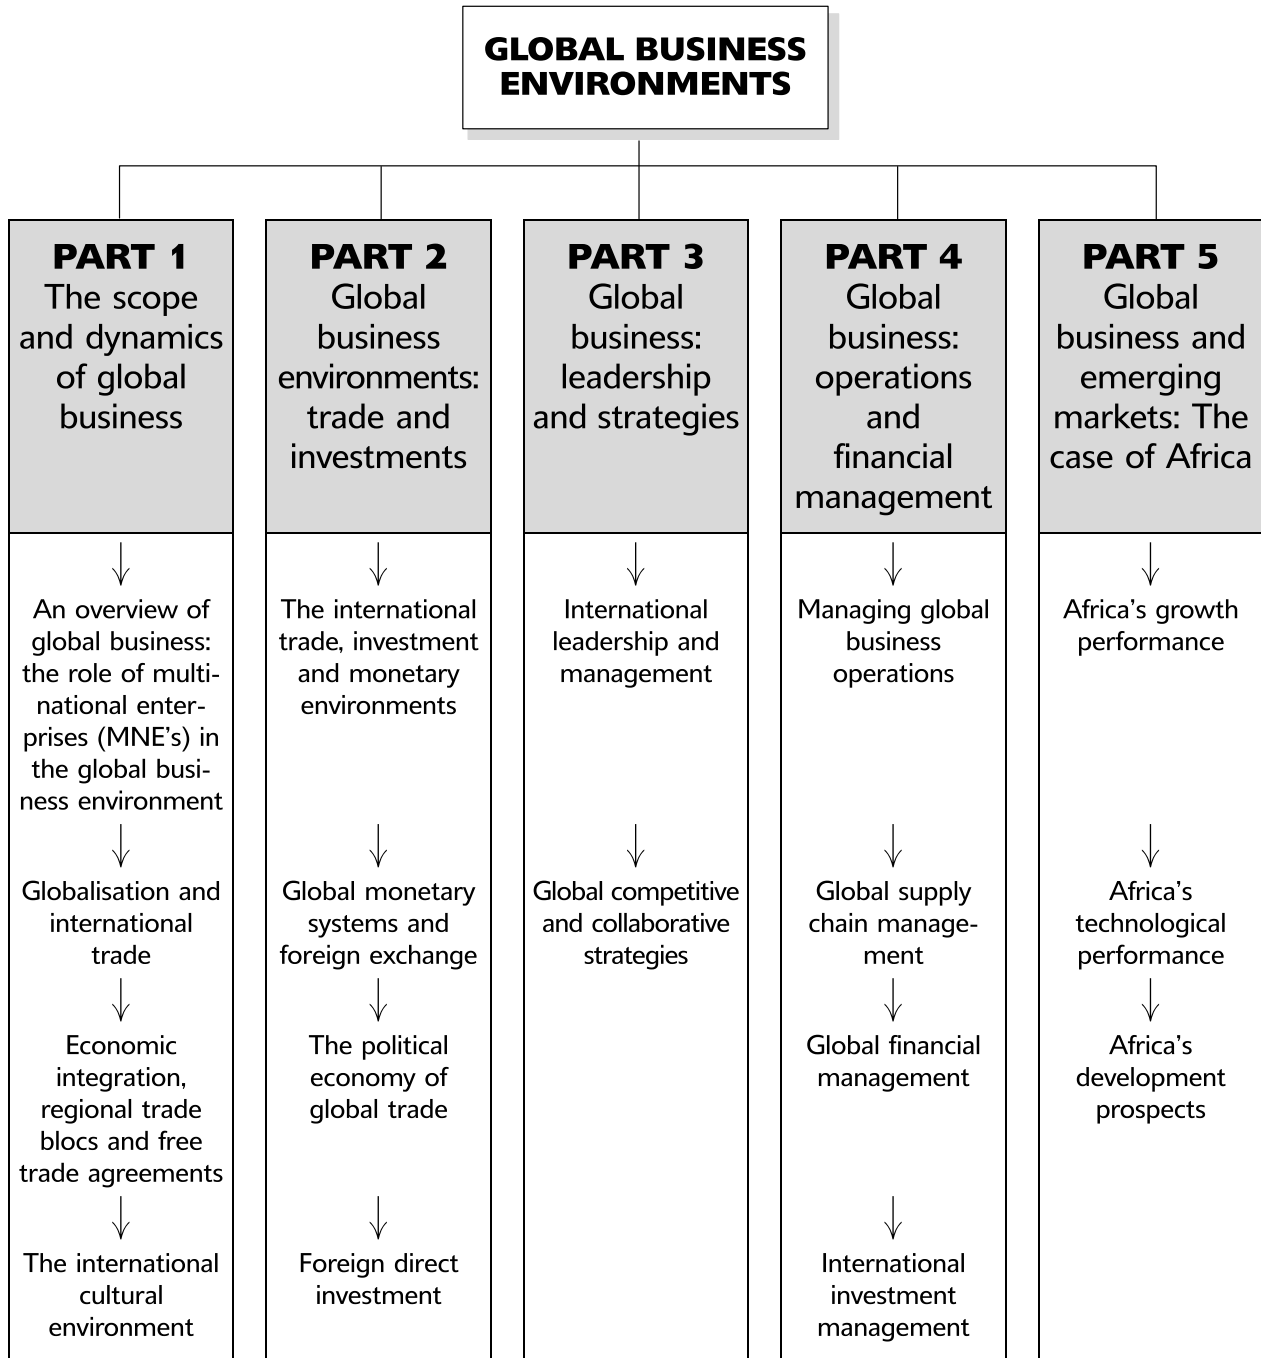 GLOBAL BUSINESS
ENVIRONMENTS
PART 1
The scope
and dynamics
of global
business
An overview of
global business:
the role of multi-
national enter-
prises (MNE’s) in
the global busi-
ness environment
Globalisation and
international
trade
Economic
integration,
regional trade
blocs and free
trade agreements
The international
cultural
environment
PART 2
Global
business
environments:
trade and
investments
The international
trade, investment
and monetary
environments
Global monetary
systems and
foreign exchange
The political
economy of
global trade
Foreign direct
investment
PART 3
Global
business:
leadership
and strategies
International
leadership and
management
Global competitive
and collaborative
strategies
PART 4
Global
business:
operations
and
financial
management
Managing global
business
operations
Global supply
chain manage-
ment
Global financial
management
International
investment
management
PART 5
Global
business and
emerging
markets: The
case of Africa
Africa’s growth
performance
Africa’s
technological
performance
Africa’s
development
prospects